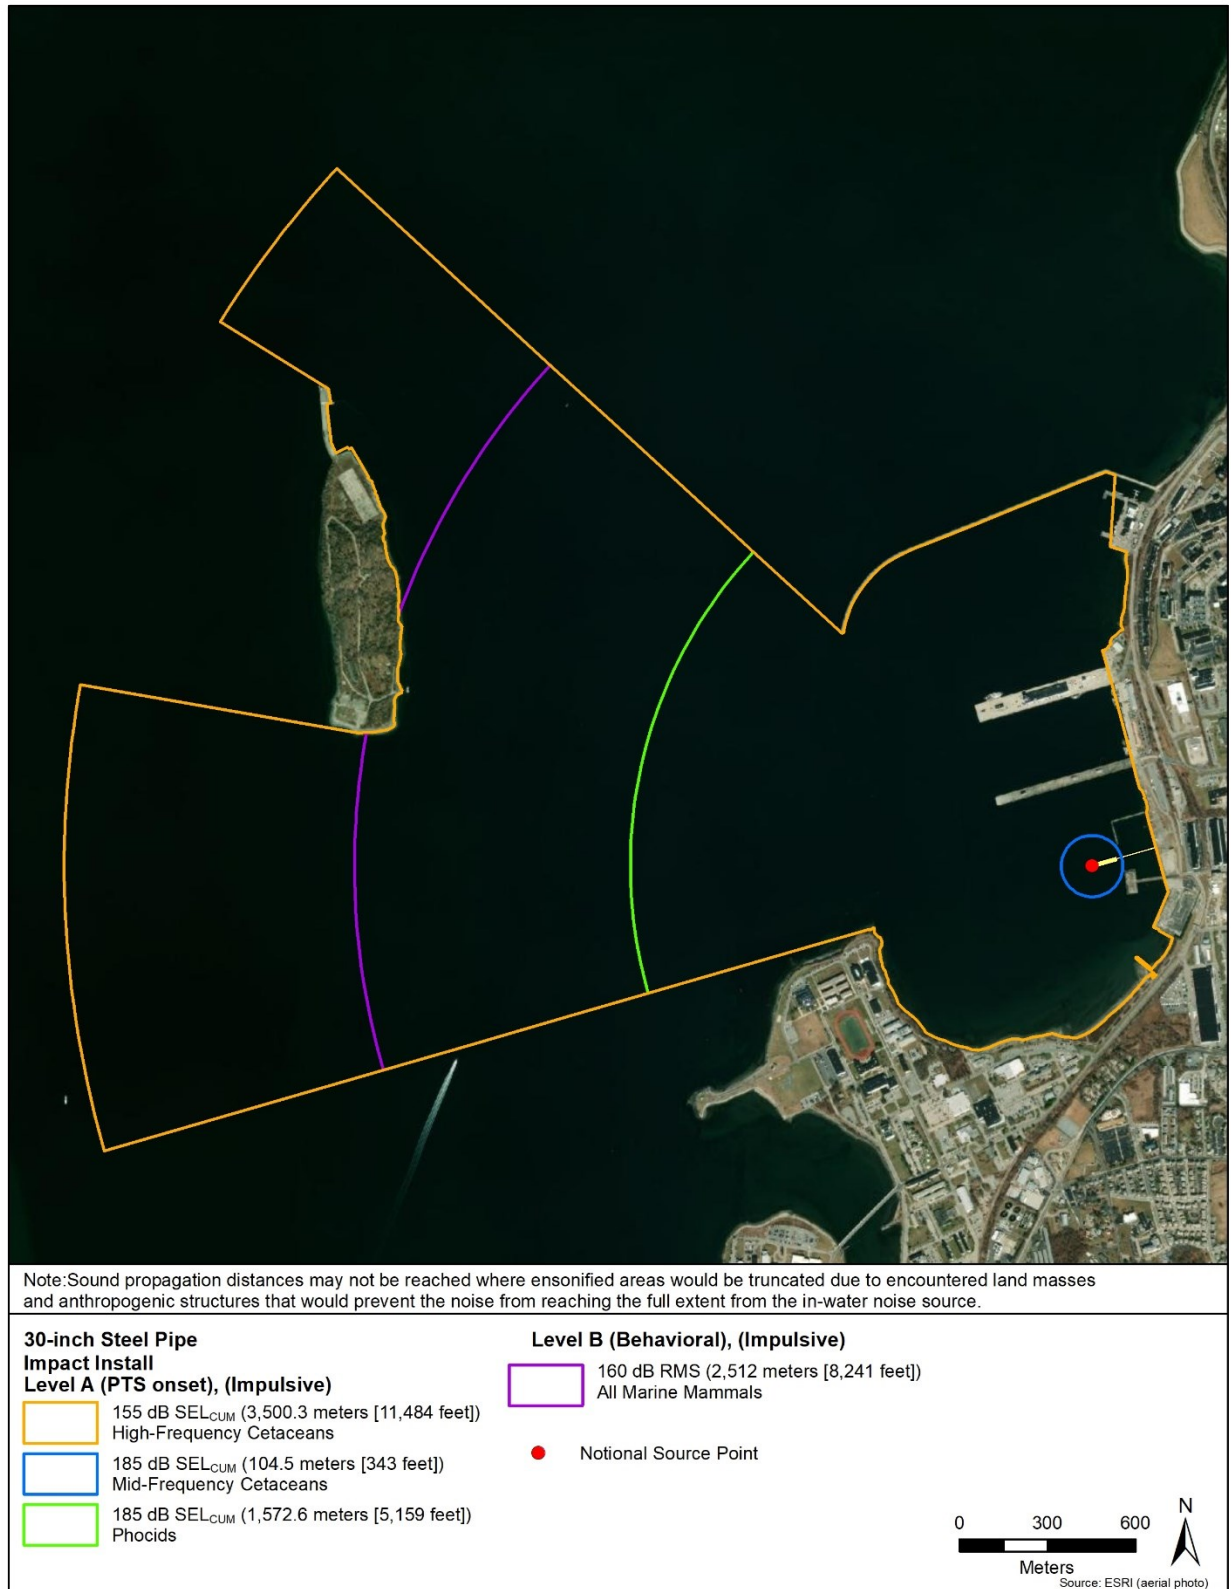 Note:Sound propagation distances may not be reached where ensonified areas would be truncated due to encountered land masses
and anthropogenic structures that would prevent the noise from reaching the full extent from the in-water noise source.
30-inch Steel Pipe
Impact Install
Level A (PTS onset), (Impulsive)
155 dB SELCUM (3,500.3 meters [11,484 feet])
High-Frequency Cetaceans
185 dB SELCUM (104.5 meters [343 feet])
Mid-Frequency Cetaceans
185 dB SELCUM (1,572.6 meters [5,159 feet])
Phocids
Level B (Behavioral), (Impulsive)
160 dB RMS (2,512 meters [8,241 feet])
All Marine Mammals
Notional Source Point
0 300 600
Meters
N
Source: ESRI (aerial photo)